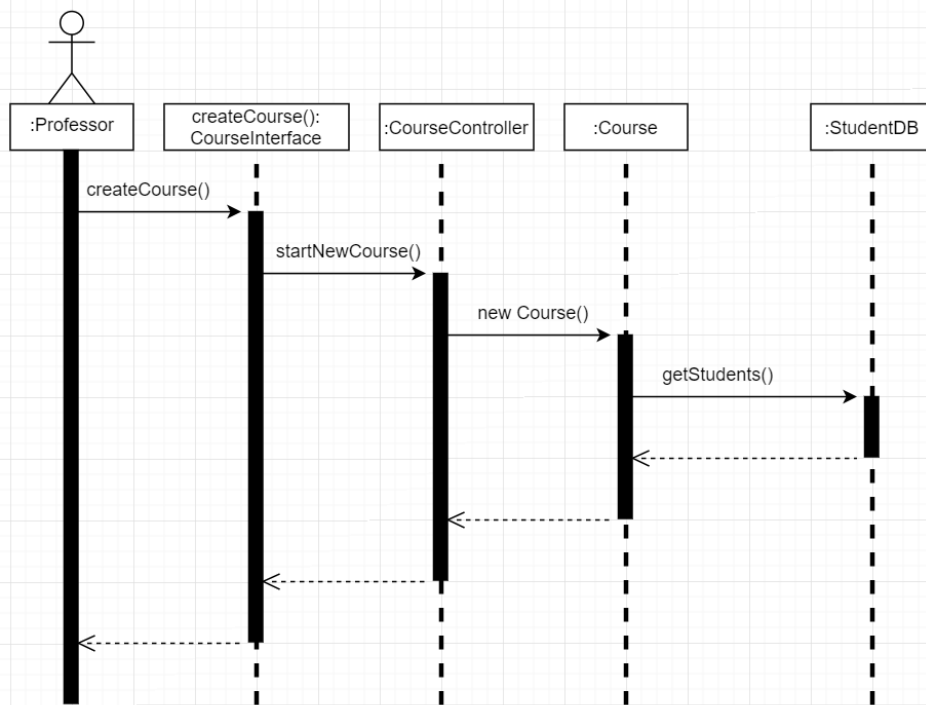 :Professor
createCourse():
CourseInterface
:CourseController
:Course
:StudentDB
createCourse()
startNewCourse()
new Course()
getStudents()